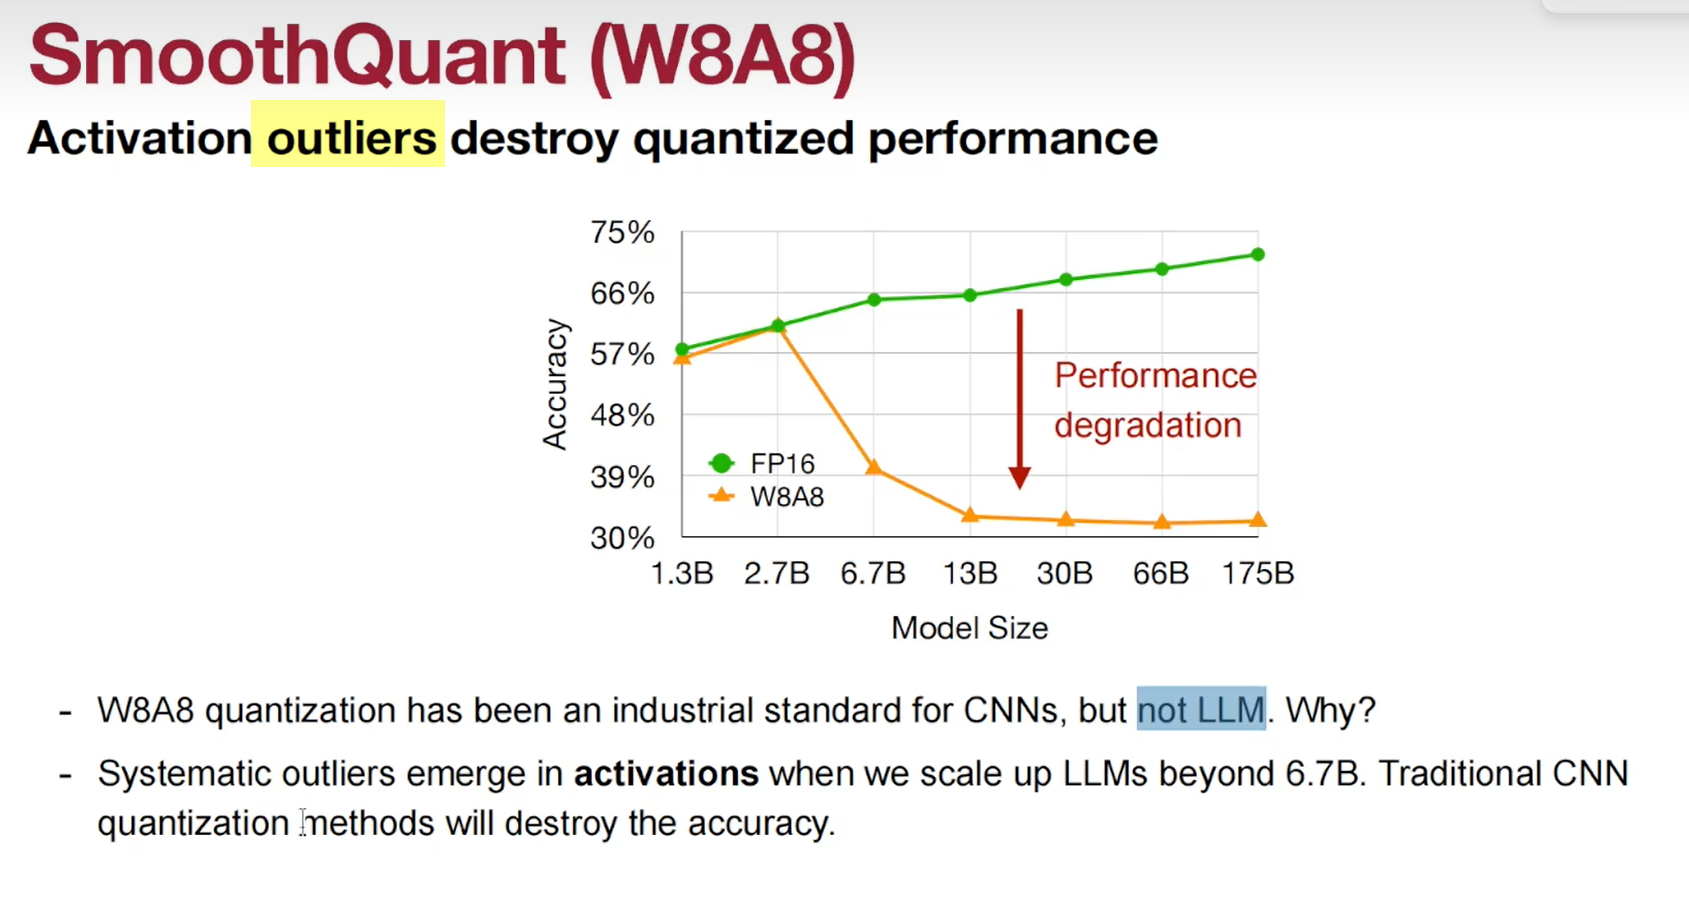 SmoothQuant (W8A8)
Activation outliers destroy quantized performance
75%
66%
57%
48%
39%
30%
Accuracy
FP16
W8A8
Performance
degradation
1.3B 2.7B 6.7B 13B 30B 66B 175B
Model Size
- W8A8 quantization has been an industrial standard for CNNs, but not LLM. Why?
- Systematic outliers emerge in activations when we scale up LLMs beyond 6.7B. Traditional CNN
quantization methods will destroy the accuracy.